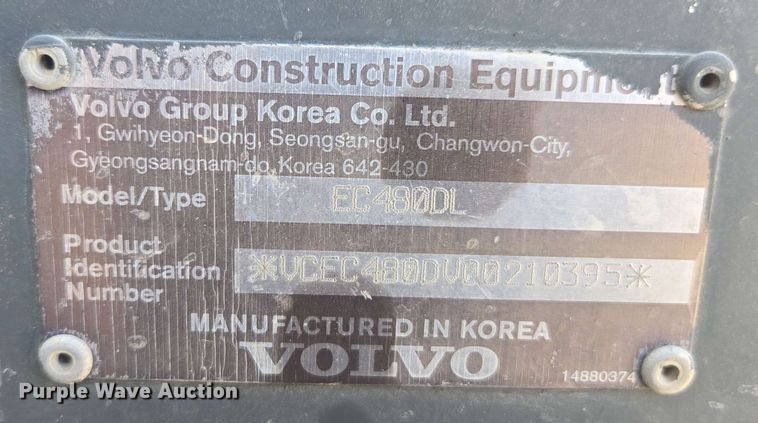 Volvo Construction Equipment
Volvo Group Korea Co. Ltd.
1, Gwihyeon-Dong, Seongsan-gu, Changwon-City,
Gyeongsangnam-do, Korea 642-430
Model/Type EC480DL
Product
Identification *VCEC480DV00210395*
Number
MANUFACTURED IN KOREA
VOLVO
14880374
Purple Wave Auction